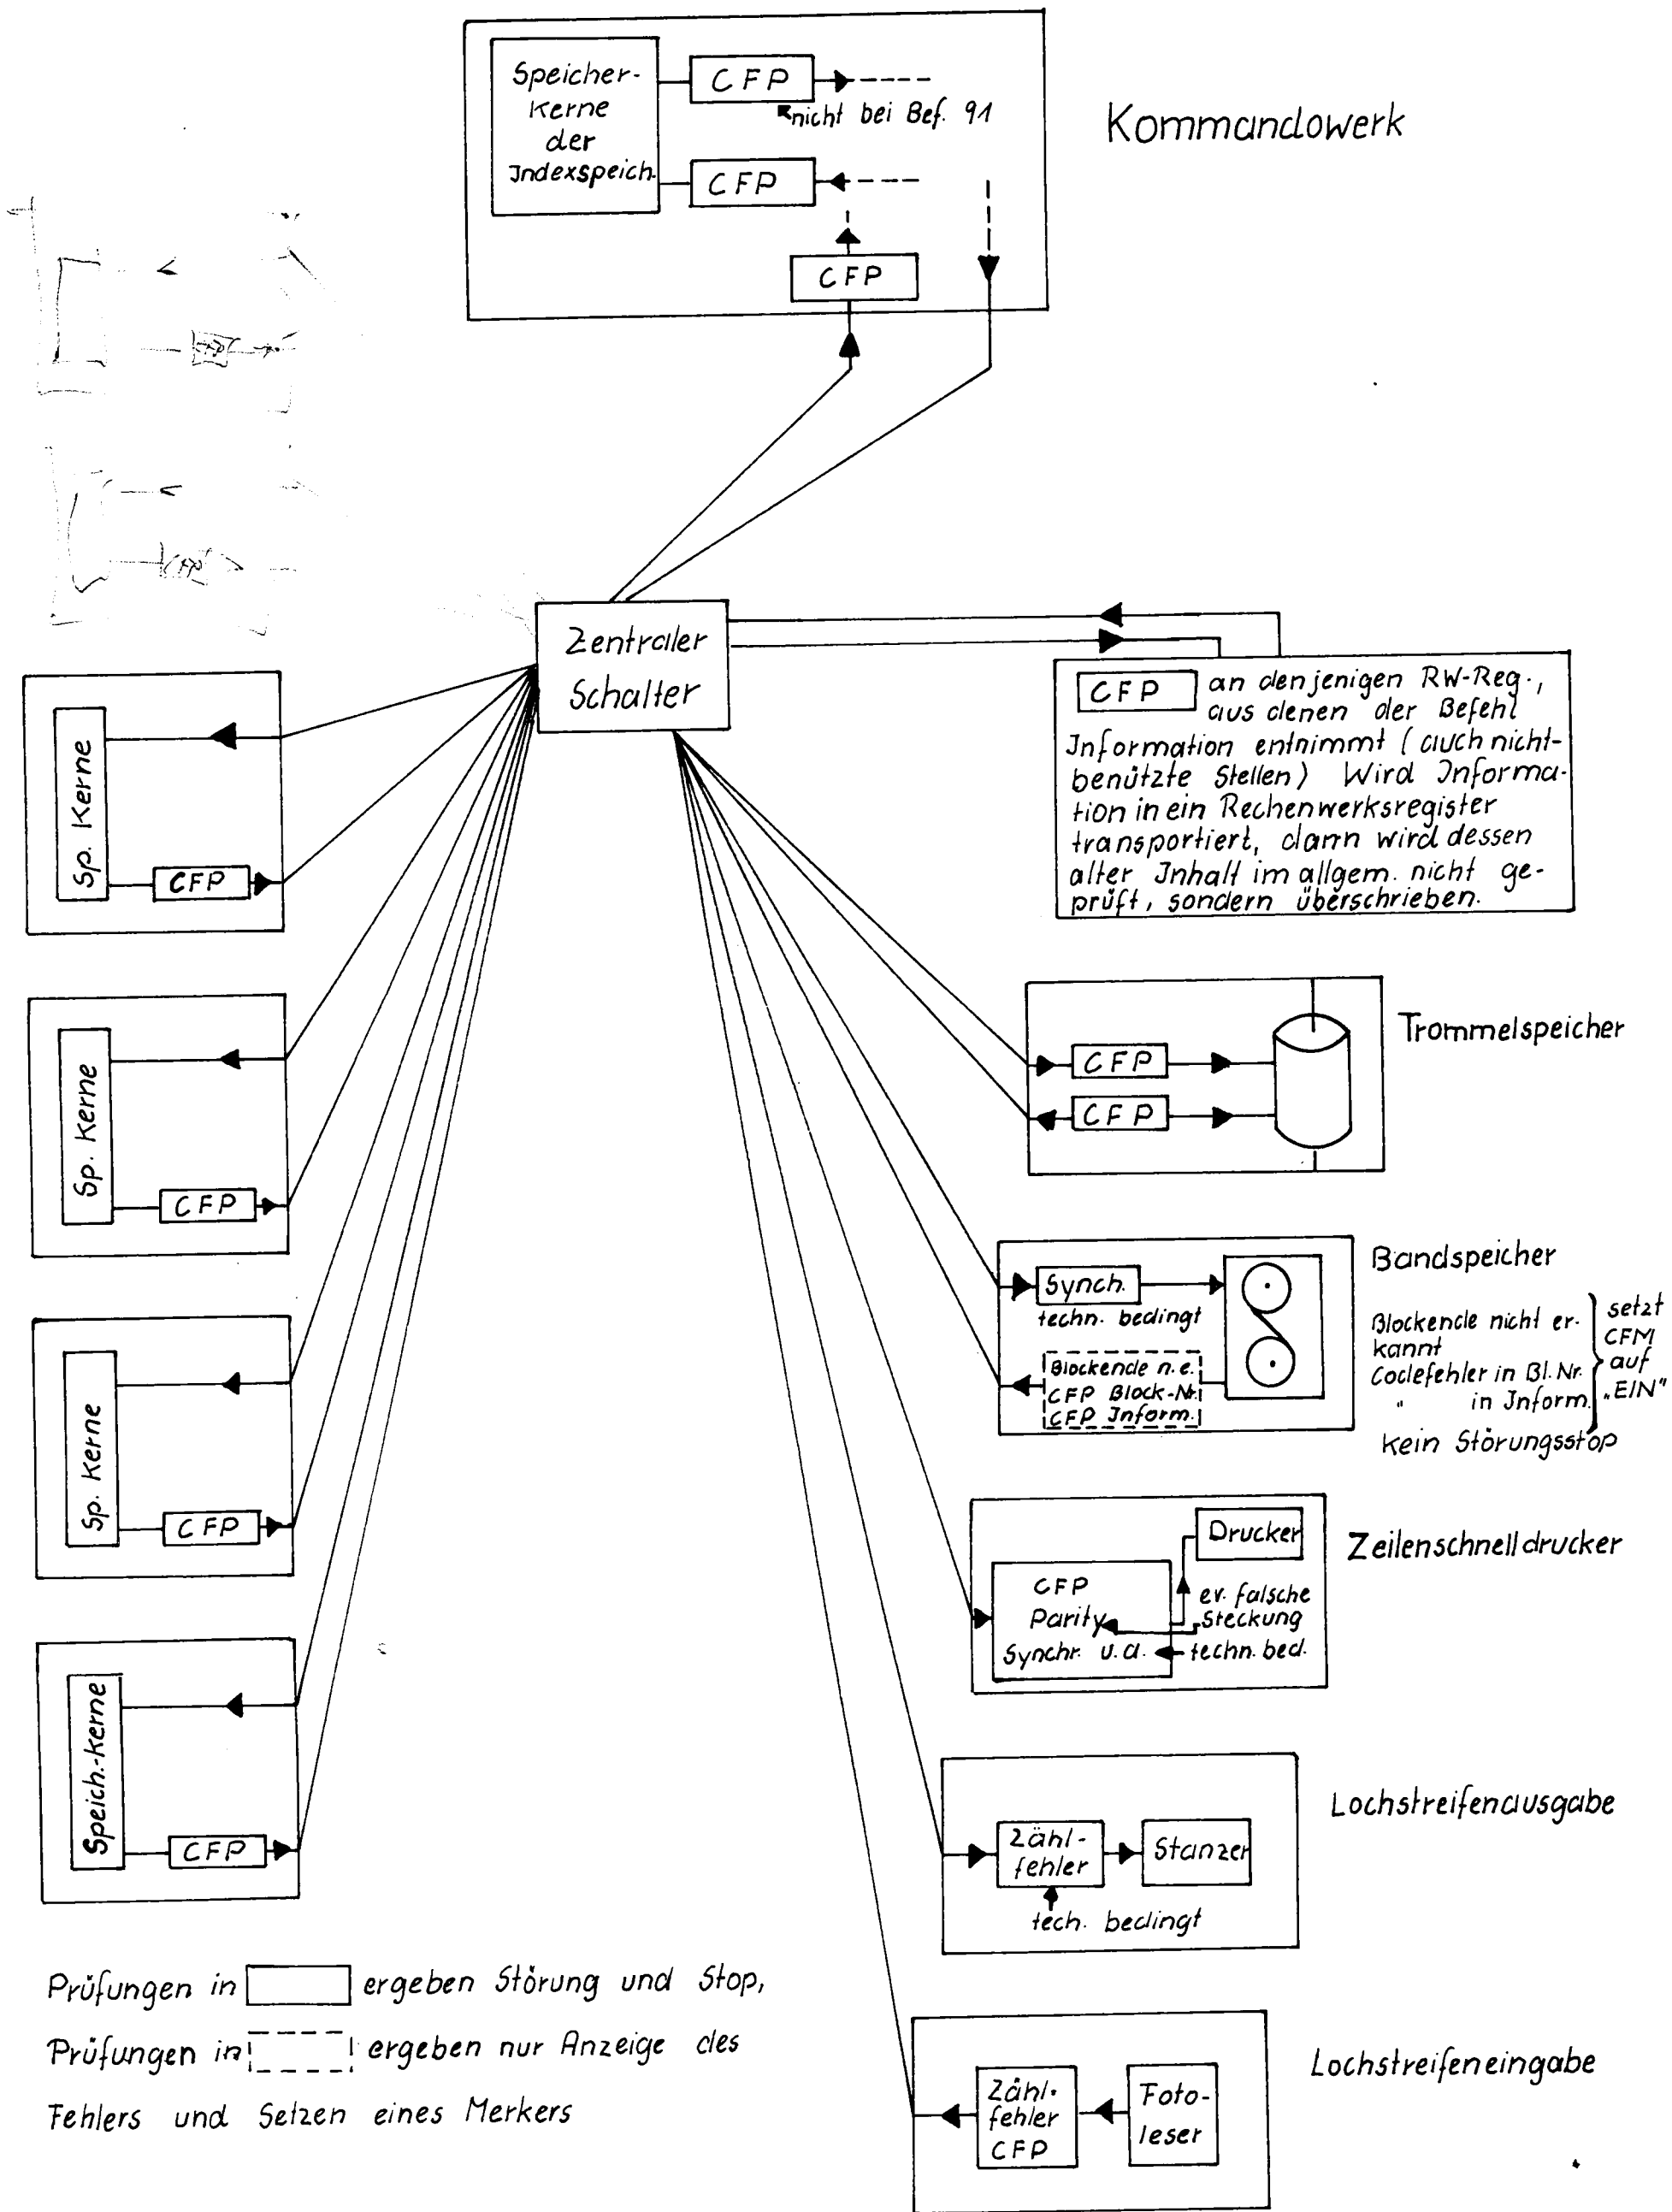 Speicher-
Kerne
der
Indexspeich.
CFP
nicht bei Bef. 91
CFP
CFP
Kommandowerk
CFP
CFP
Zentraler
Schalter
CFP an denjenigen RW-Reg.,
aus denen der Befehl
Information entnimmt (auch nicht-
benützte Stellen) Wird Informa-
tion in ein Rechenwerksregister
transportiert, dann wird dessen
alter Inhalt im allgem. nicht ge-
prüft, sondern überschrieben.
Sp. Kerne
CFP
Sp. Kerne
CFP
Sp. Kerne
CFP
Speich.-Kerne
CFP
CFP
CFP
Trommelspeicher
Synch.
techn. bedingt
Blockende n.e.
CFP Block-Nr.
CFP Inform.
Bandspeicher
Blockende nicht er-
kannt
Codefehler in Bl. Nr.
" in Inform.
setzt
CFM
auf
„EIN"
kein Störungsstop
Drucker
CFP
Parity
Synchr. u.a.
ev. falsche
Steckung
techn. bed.
Zeilenschnelldrucker
Zähl-
fehler
Stanzer
tech. bedingt
Lochstreifenausgabe
Zähl-
fehler
CFP
Foto-
leser
Lochstreifeneingabe
Prüfungen in ergeben Störung und Stop,
Prüfungen in ergeben nur Anzeige des
Fehlers und Setzen eines Merkers